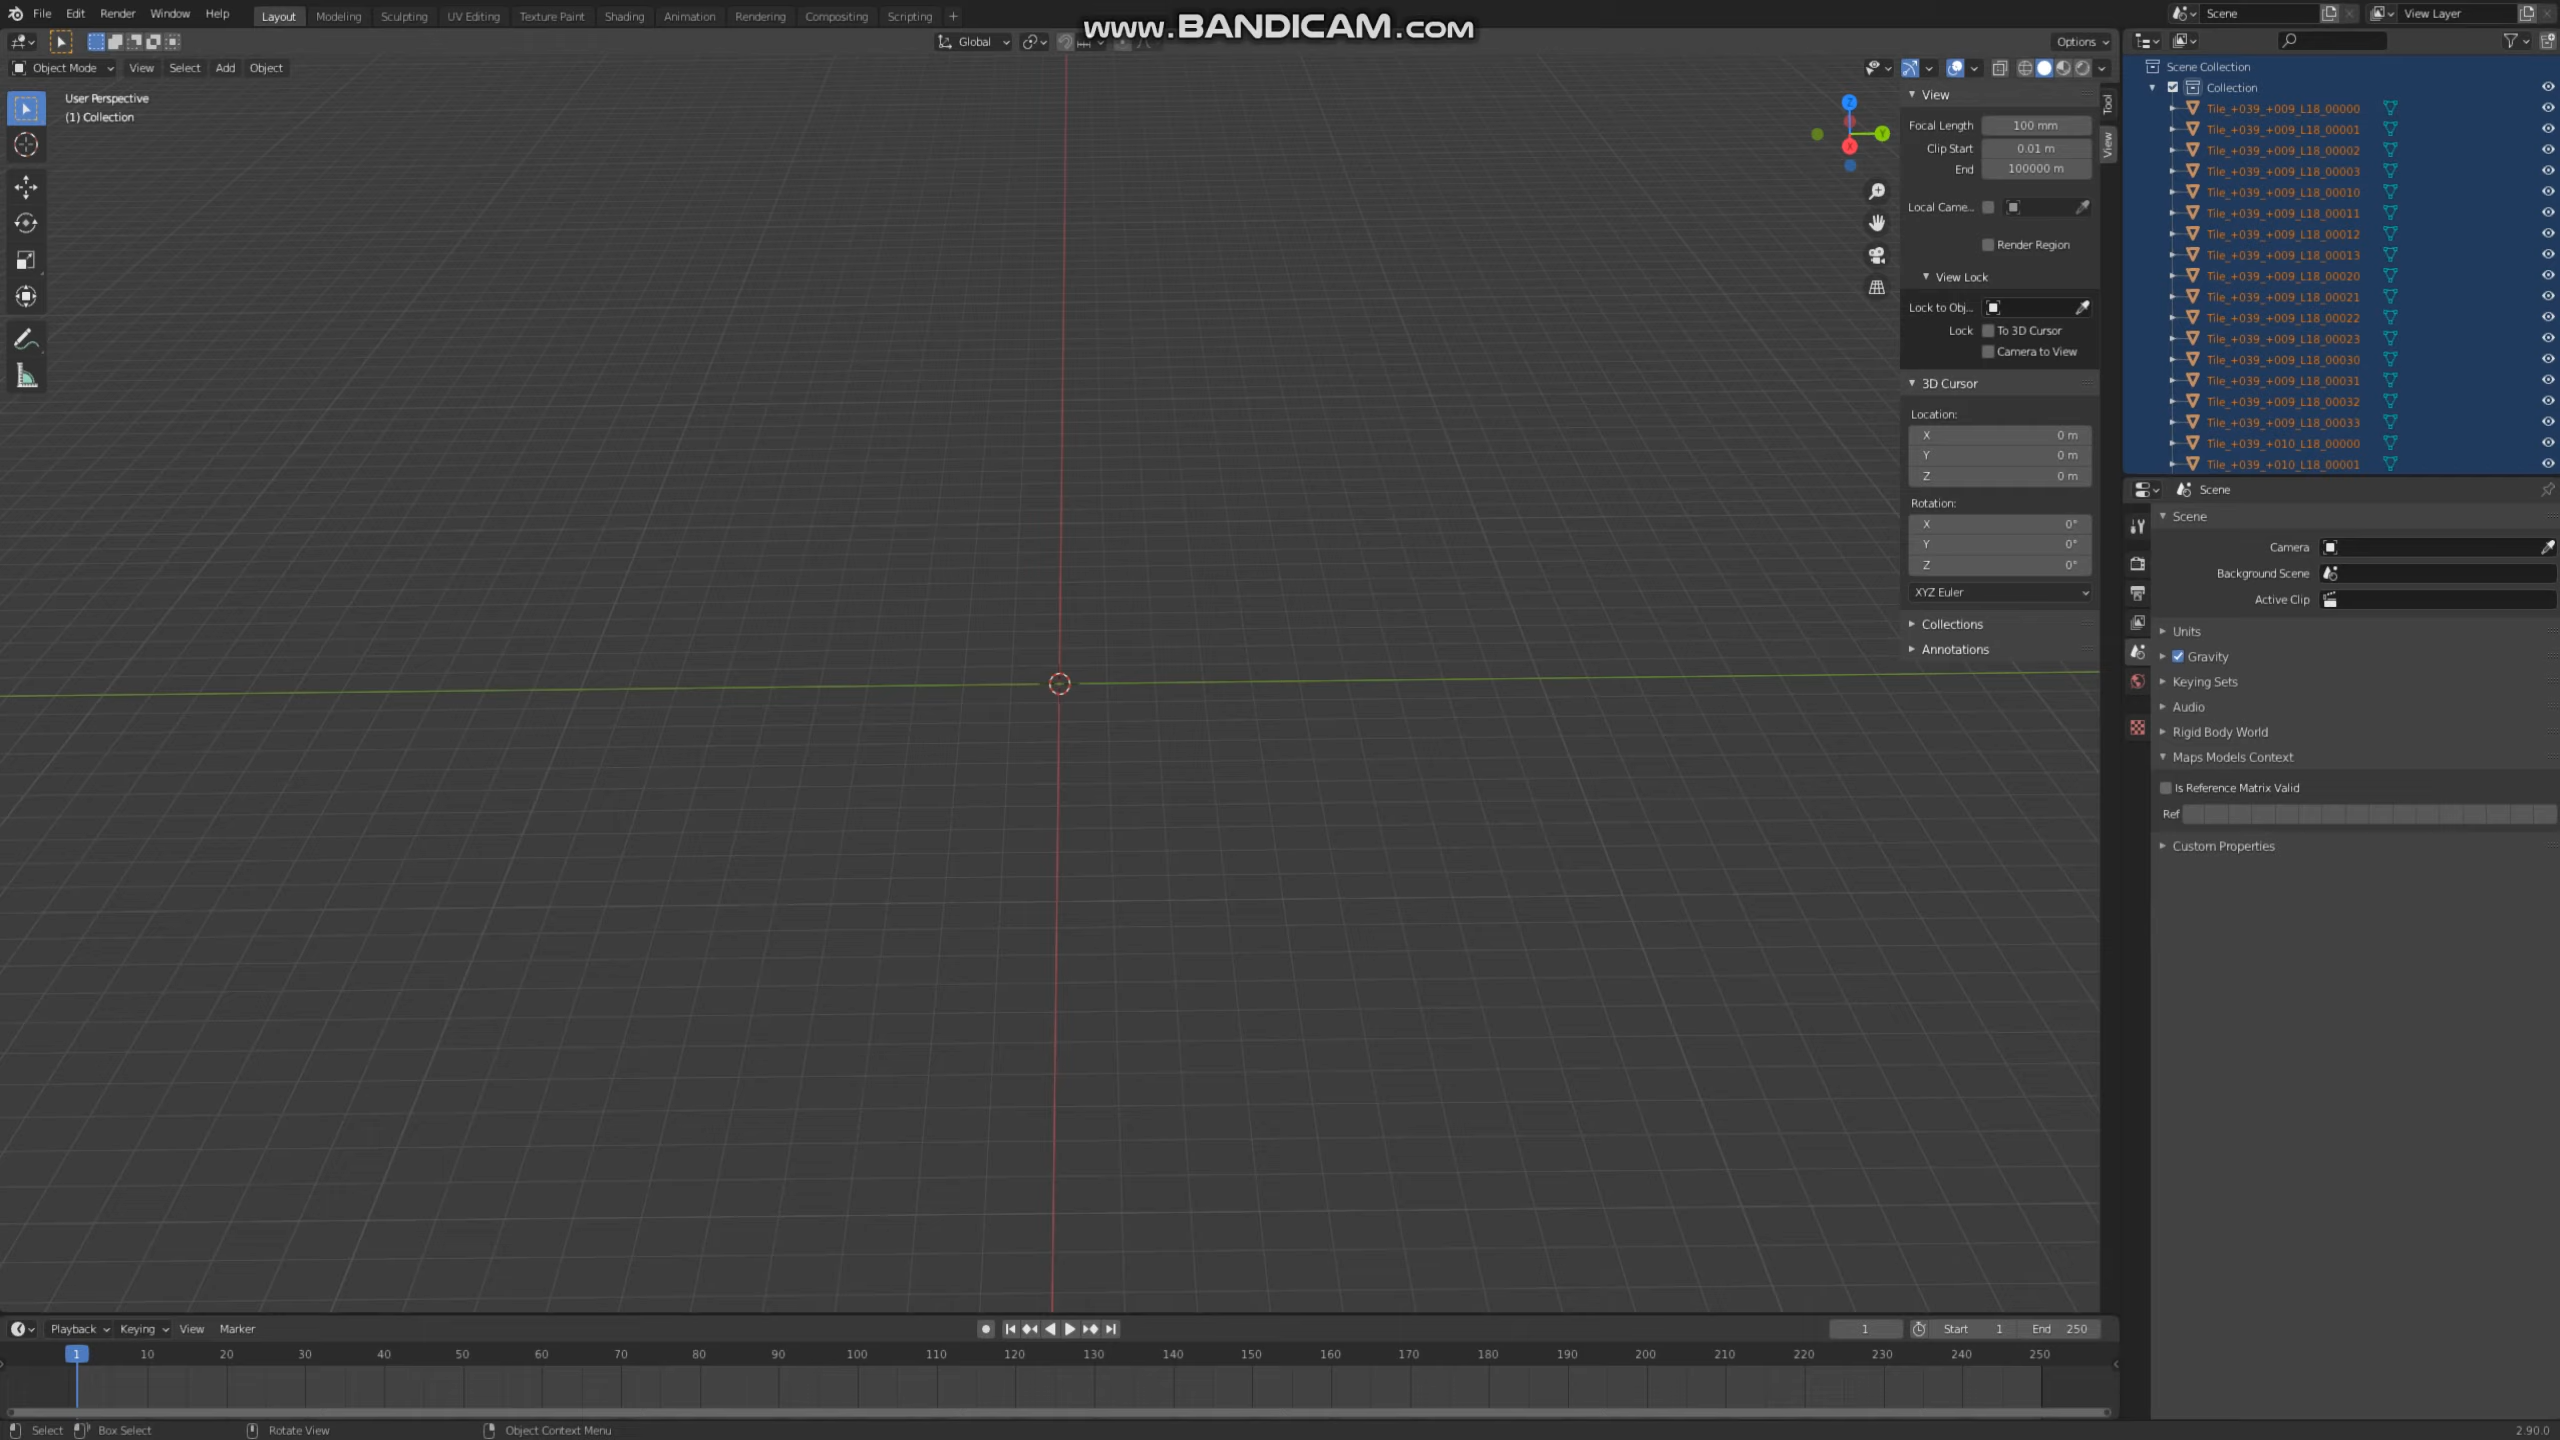 File Edit Render Window Help Layout Modeling Sculpting UV Editing Texture Paint Shading Animation Rendering Compositing Scripting +
www.BANDICAM.com
Scene View Layer
Global Options
Object Mode View Select Add Object
User Perspective
(1) Collection
View
Focal Length 100 mm
Clip Start 0.01 m
End 100000 m
Local Came...
Render Region
View Lock
Lock to Obj...
Lock To 3D Cursor
Camera to View
3D Cursor
Location:
X 0 m
Y 0 m
Z 0 m
Rotation:
X 0°
Y 0°
Z 0°
XYZ Euler
Collections
Annotations
Z
Y
X
Tool
View
Scene Collection
Collection
Tile_+039_+009_L18_00000
Tile_+039_+009_L18_00001
Tile_+039_+009_L18_00002
Tile_+039_+009_L18_00003
Tile_+039_+009_L18_00010
Tile_+039_+009_L18_00011
Tile_+039_+009_L18_00012
Tile_+039_+009_L18_00013
Tile_+039_+009_L18_00020
Tile_+039_+009_L18_00021
Tile_+039_+009_L18_00022
Tile_+039_+009_L18_00023
Tile_+039_+009_L18_00030
Tile_+039_+009_L18_00031
Tile_+039_+009_L18_00032
Tile_+039_+009_L18_00033
Tile_+039_+010_L18_00000
Tile_+039_+010_L18_00001
Scene
Scene
Camera
Background Scene
Active Clip
Units
Gravity
Keying Sets
Audio
Rigid Body World
Maps Models Context
Is Reference Matrix Valid
Ref
Custom Properties
Playback Keying View Marker 1 Start 1 End 250
1 10 20 30 40 50 60 70 80 90 100 110 120 130 140 150 160 170 180 190 200 210 220 230 240 250
Select Box Select Rotate View Object Context Menu 2.90.0